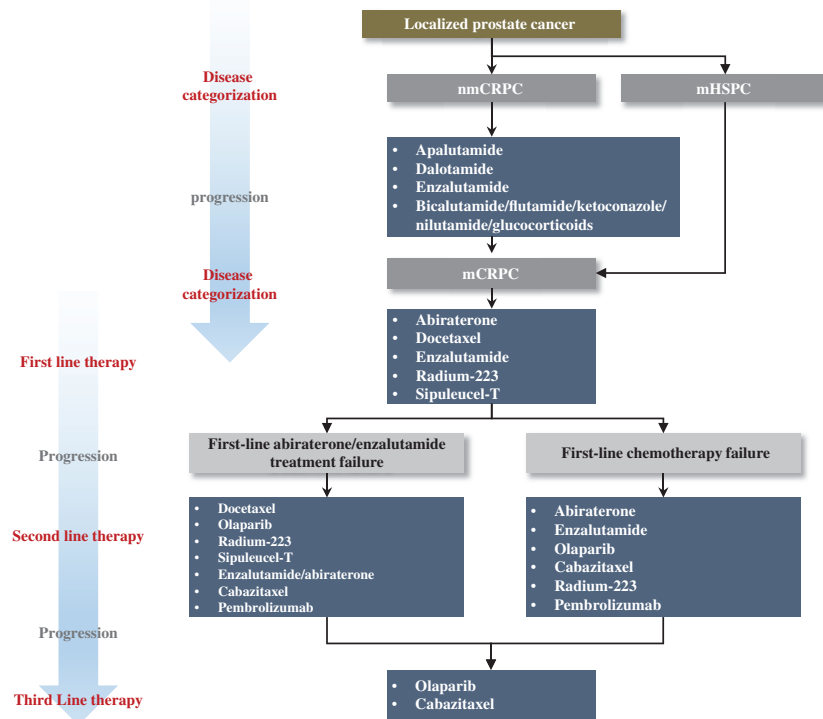 Localized prostate cancer
Disease
categorization
nmCRPC
mHSPC
• Apalutamide
• Dalotamide
• Enzalutamide
• Bicalutamide/flutamide/ketoconazole/
nilutamide/glucocorticoids
progression
Disease
categorization
mCRPC
• Abiraterone
• Docetaxel
• Enzalutamide
• Radium-223
• Sipuleucel-T
First line therapy
Progression
First-line abiraterone/enzalutamide
treatment failure
First-line chemotherapy failure
Second line therapy
• Docetaxel
• Olaparib
• Radium-223
• Sipuleucel-T
• Enzalutamide/abiraterone
• Cabazitaxel
• Pembrolizumab
• Abiraterone
• Enzalutamide
• Olaparib
• Cabazitaxel
• Radium-223
• Pembrolizumab
Progression
Third Line therapy
• Olaparib
• Cabazitaxel